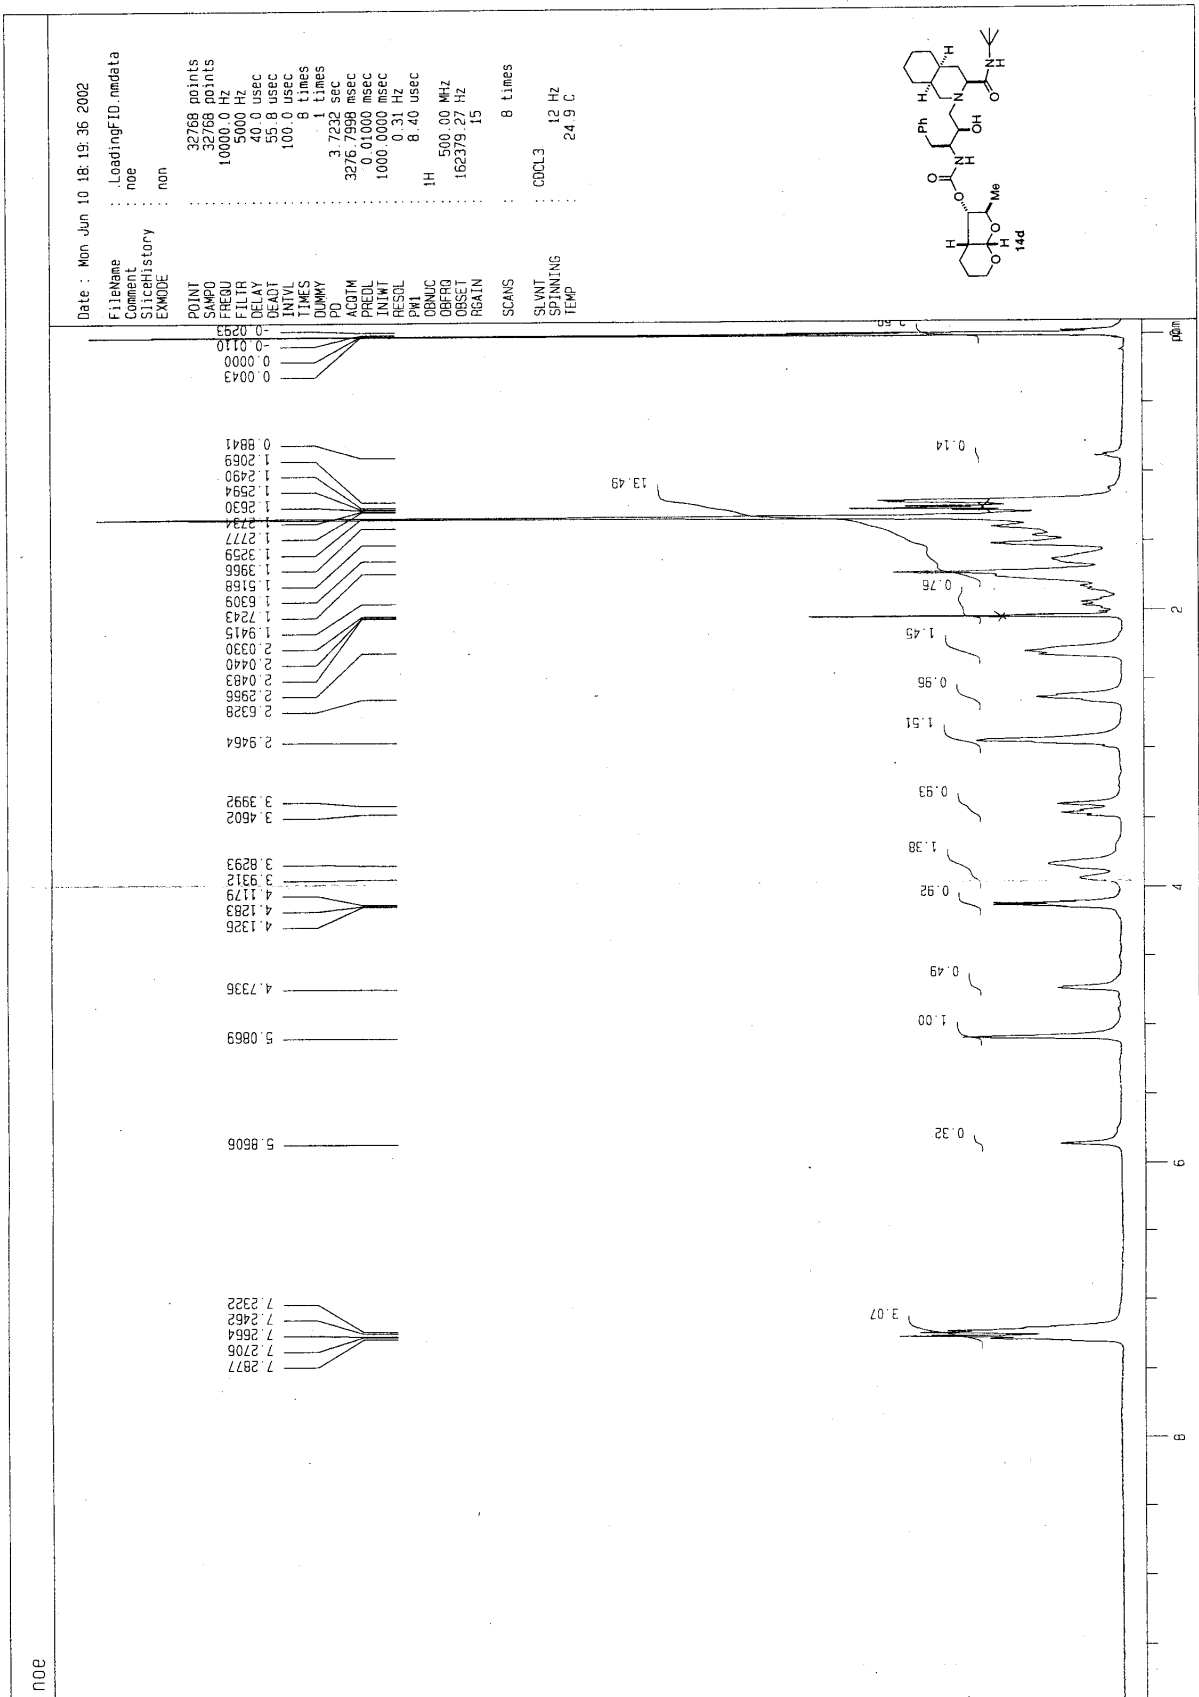 noe
Date : Mon Jun 10 18:19:36 2002
FileName : .LoadingFID.nmdata
Comment : noe
SliceHistory :
EXMODE : non
POINT : 32768 points
SAMPO : 32768 points
FREQU : 10000.0 Hz
FILTR : 5000 Hz
DELAY : 40.0 usec
DEADT : 55.8 usec
INTVL : 100.0 usec
TIMES : 8 times
DUMMY : 1 times
PD : 3.7232 sec
ACQTM : 3276.7998 msec
PREDL : 0.01000 msec
INIWT : 1000.0000 msec
RESOL : 0.31 Hz
PW1 : 8.40 usec
OBNUC : 1H
OBFRQ : 500.00 MHz
OBSET : 162379.27 Hz
RGAIN : 15
SCANS : 8 times
SLVNT : CDCL3
SPINNING : 12 Hz
TEMP : 24.9 C
H
H
N
O
N
H
Ph
OH
N
H
O
O
Me
H
O
O
H
14d
-0.0293
-0.0110
0.0000
0.0043
0.8841
1.2069
1.2490
1.2594
1.2630
1.2734
1.2777
1.3259
1.3966
1.5168
1.6309
1.7243
1.9415
2.0330
2.0440
2.0483
2.2966
2.6328
2.9464
3.3992
3.4602
3.8293
3.9312
4.1179
4.1283
4.1326
4.7336
5.0869
5.8606
7.2322
7.2462
7.2664
7.2706
7.2877
0.14
13.49
0.76
1.45
0.96
1.51
0.93
1.38
0.92
0.49
1.00
0.32
3.07
ppm
2
4
6
8